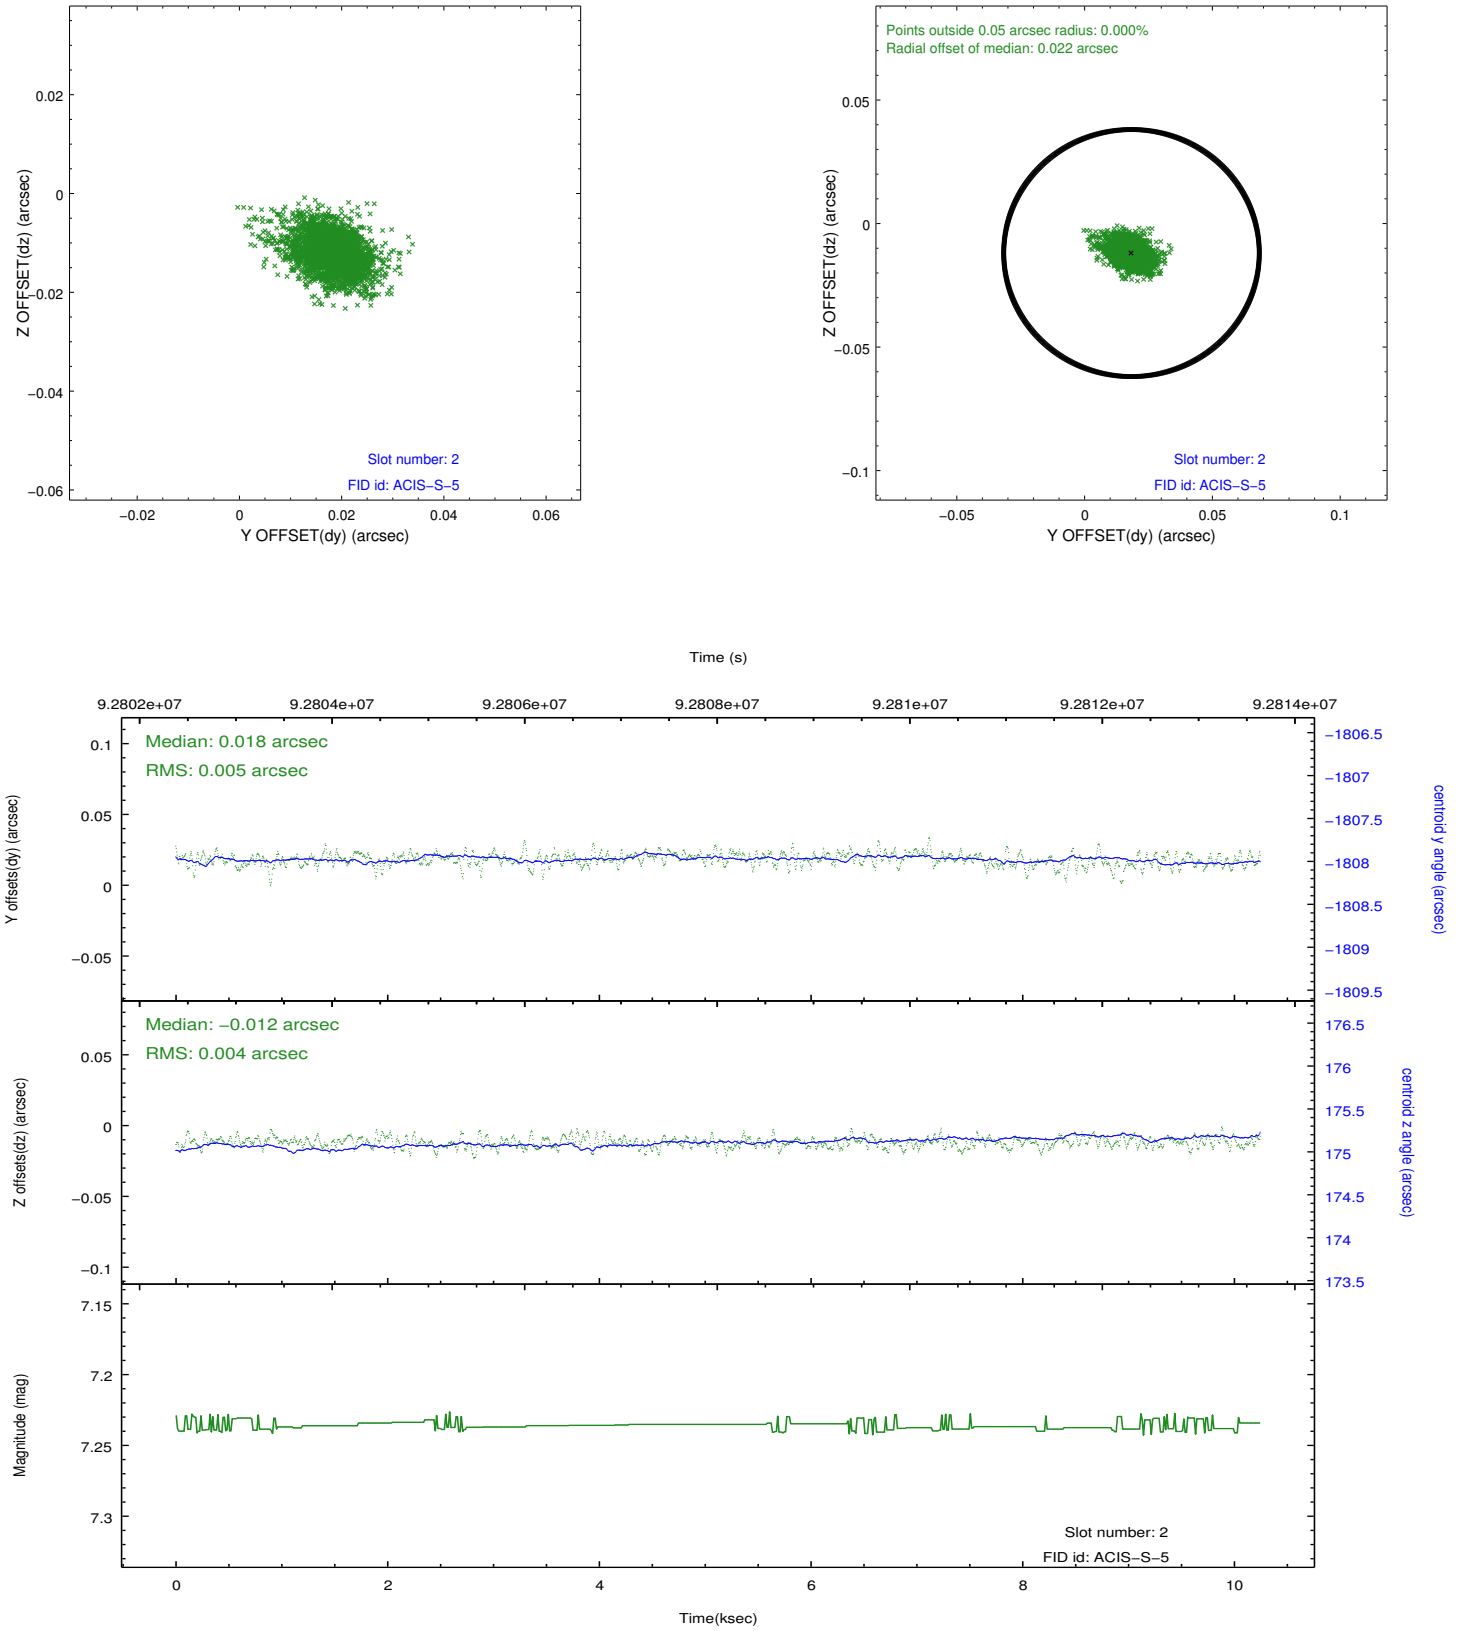 0.02
0
−0.02
−0.04
−0.06
Z OFFSET(dz) (arcsec)
Slot number: 2
FID id: ACIS−S−5
−0.02 0 0.02 0.04 0.06
Y OFFSET(dy) (arcsec)
Points outside 0.05 arcsec radius: 0.000%
Radial offset of median: 0.022 arcsec
0.05
0
−0.05
−0.1
Z OFFSET(dz) (arcsec)
Slot number: 2
FID id: ACIS−S−5
−0.05 0 0.05 0.1
Y OFFSET(dy) (arcsec)
Time (s)
9.2802e+07 9.2804e+07 9.2806e+07 9.2808e+07 9.281e+07 9.2812e+07 9.2814e+07
Median: 0.018 arcsec
RMS: 0.005 arcsec
0.1
0.05
0
−0.05
Y offsets(dy) (arcsec)
−1806.5
−1807
−1807.5
−1808
−1808.5
−1809
−1809.5
centroid y angle (arcsec)
Median: −0.012 arcsec
RMS: 0.004 arcsec
0.05
0
−0.05
−0.1
Z offsets(dz) (arcsec)
176.5
176
175.5
175
174.5
174
173.5
centroid z angle (arcsec)
7.15
7.2
7.25
7.3
Magnitude (mag)
Slot number: 2
FID id: ACIS−S−5
0 2 4 6 8 10
Time(ksec)